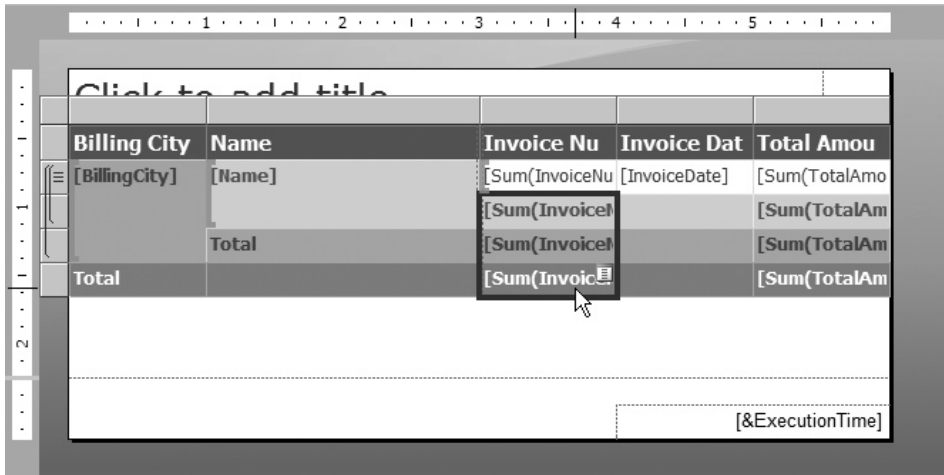 1 2 3 4 5
Click to add title
Billing City Name Invoice Nu Invoice Dat Total Amou
[BillingCity] [Name] [Sum(InvoiceNu [InvoiceDate] [Sum(TotalAmo
[Sum(InvoiceN [Sum(TotalAm
Total [Sum(InvoiceN [Sum(TotalAm
Total [Sum(Invoice. [Sum(TotalAm
1
2
[&ExecutionTime]